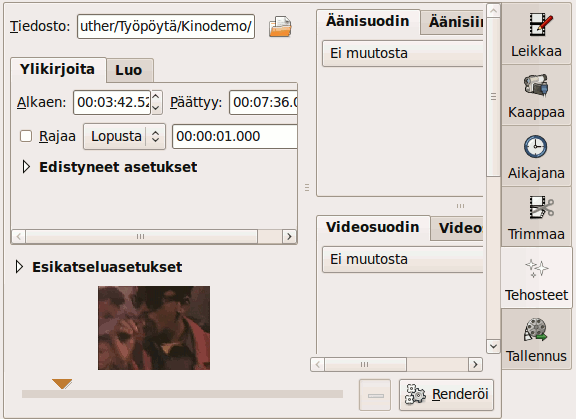 Tiedosto: uther/Työpöytä/Kinodemo/
Ylikirjoita Luo
Alkaen: 00:03:42.52 Päättyy: 00:07:36.0
Rajaa Lopusta 00:00:01.000
Edistyneet asetukset
Esikatseluasetukset
Äänisuodin Äänisiir
Ei muutosta
Videosuodin Videos
Ei muutosta
Renderöi
Leikkaa
Kaappaa
Aikajana
Trimmaa
Tehosteet
Tallennus